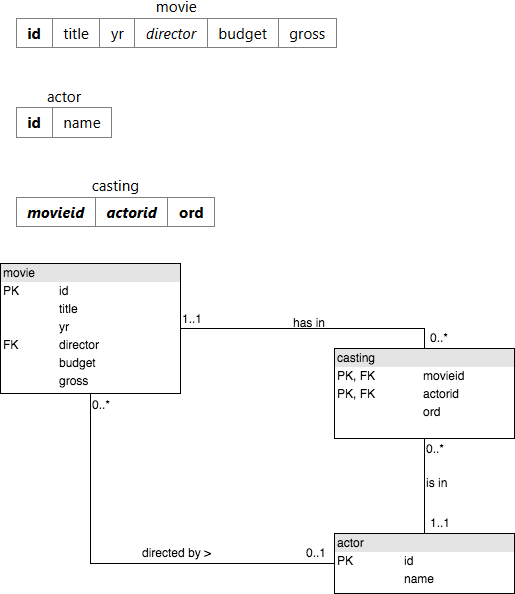 movie
id title yr director budget gross
actor
id name
casting
movieid actorid ord
movie
PK id
title
yr
FK director
budget
gross
1..1
has in
0..*
casting
PK, FK movieid
PK, FK actorid
ord
0..*
0..*
is in
1..1
directed by >
0..1
actor
PK id
name